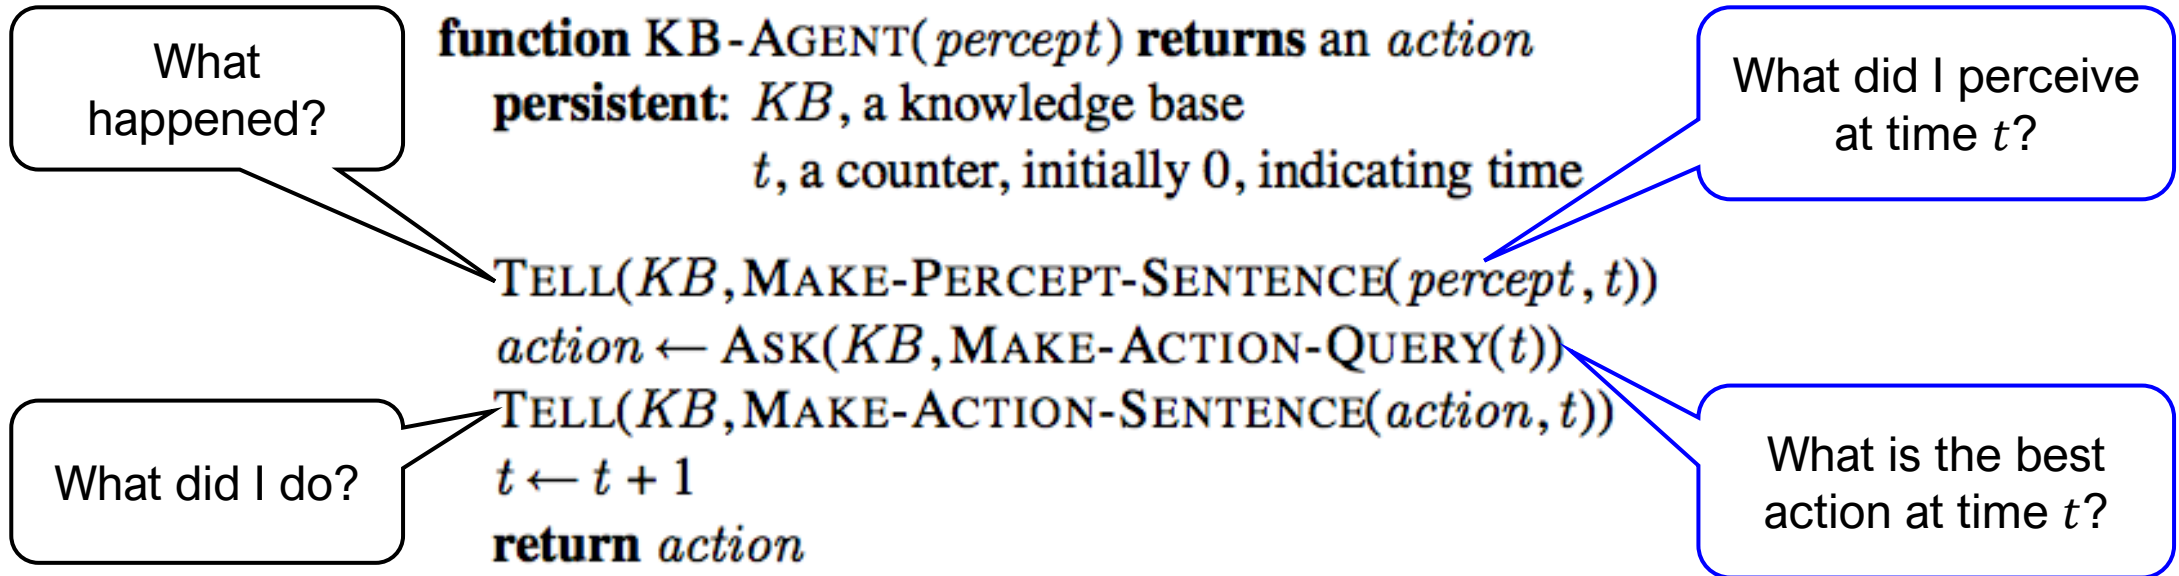 What
happened?
function KB-AGENT(percept) returns an action
persistent: KB, a knowledge base
t, a counter, initially 0, indicating time
What did I perceive
at time t?
TELL(KB,MAKE-PERCEPT-SENTENCE(percept,t))
action ← ASK(KB,MAKE-ACTION-QUERY(t))
TELL(KB,MAKE-ACTION-SENTENCE(action,t))
t ← t + 1
return action
What did I do?
What is the best
action at time t?